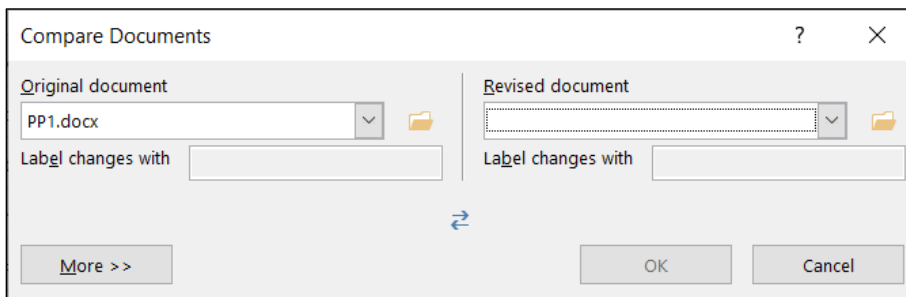 Compare Documents ?
Original document
PP1.docx
Label changes with
Revised document
Label changes with
More >>
OK
Cancel